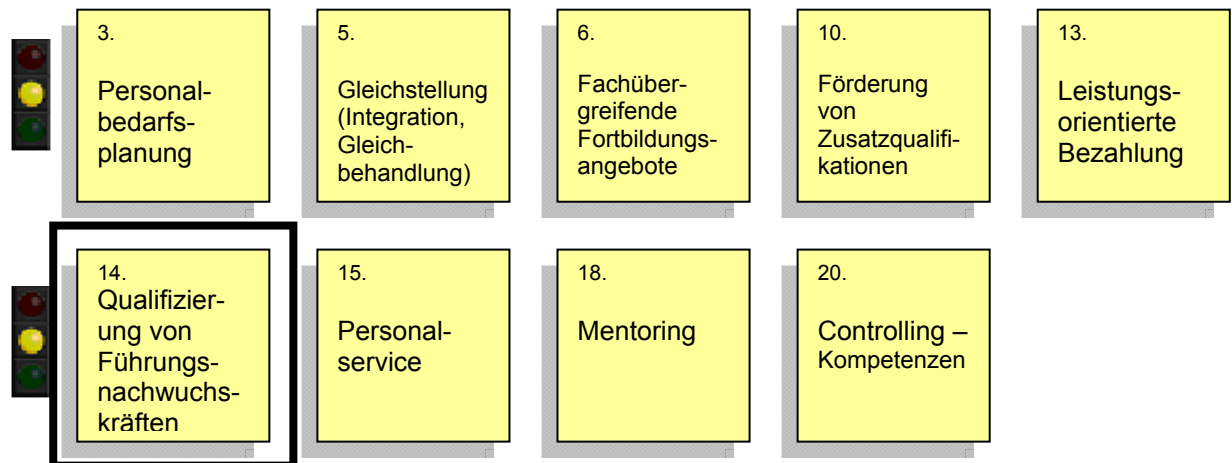 3.
Personal-
bedarfs-
planung
5.
Gleichstellung
(Integration,
Gleich-
behandlung)
6.
Fachüber-
greifende
Fortbildungs-
angebote
10.
Förderung
von
Zusatzqualifi-
kationen
13.
Leistungs-
orientierte
Bezahlung
14.
Qualifizier-
ung von
Führungs-
nachwuchs-
kräften
15.
Personal-
service
18.
Mentoring
20.
Controlling –
Kompetenzen